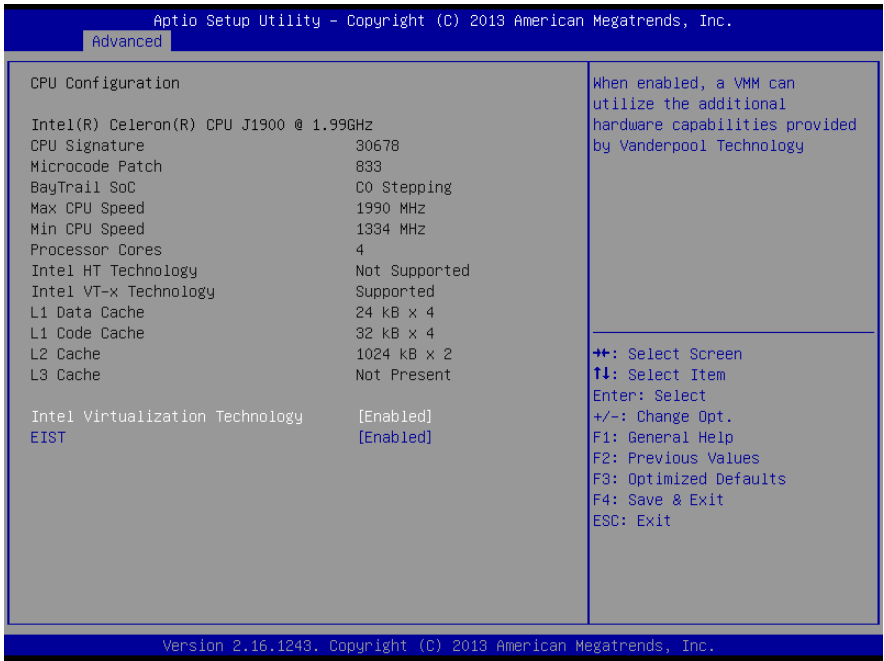 Aptio Setup Utility – Copyright (C) 2013 American Megatrends, Inc.
Advanced
CPU Configuration
Intel(R) Celeron(R) CPU J1900 @ 1.99GHz
CPU Signature 30678
Microcode Patch 833
BayTrail SoC C0 Stepping
Max CPU Speed 1990 MHz
Min CPU Speed 1334 MHz
Processor Cores 4
Intel HT Technology Not Supported
Intel VT-x Technology Supported
L1 Data Cache 24 kB x 4
L1 Code Cache 32 kB x 4
L2 Cache 1024 kB x 2
L3 Cache Not Present
Intel Virtualization Technology [Enabled]
EIST [Enabled]
When enabled, a VMM can
utilize the additional
hardware capabilities provided
by Vanderpool Technology
→←: Select Screen
↑↓: Select Item
Enter: Select
+/-: Change Opt.
F1: General Help
F2: Previous Values
F3: Optimized Defaults
F4: Save & Exit
ESC: Exit
Version 2.16.1243. Copyright (C) 2013 American Megatrends, Inc.